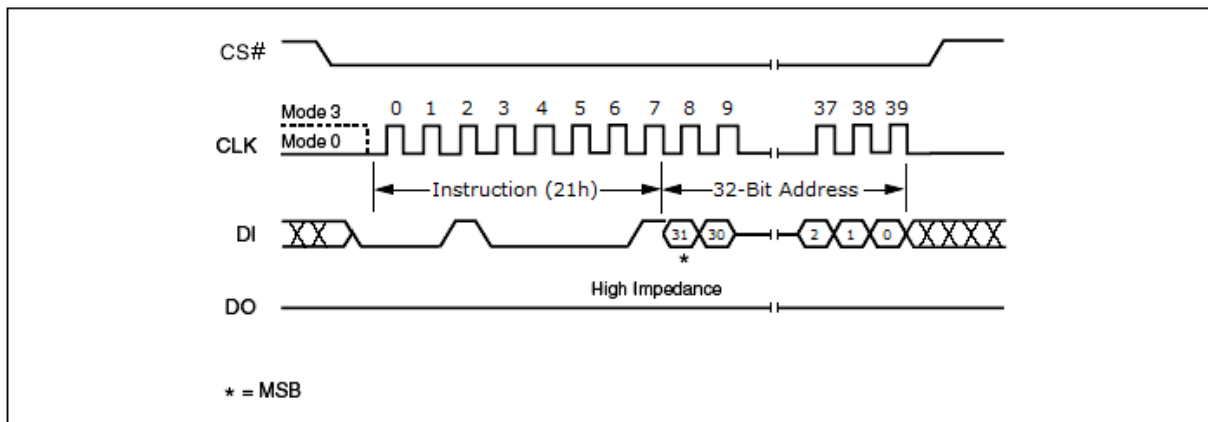 CS#
Mode 3
0 1 2 3 4 5 6 7 8 9 37 38 39
CLK
Mode 0
Instruction (21h)
32-Bit Address
DI
31 30 2 1 0
*
High Impedance
DO
* = MSB